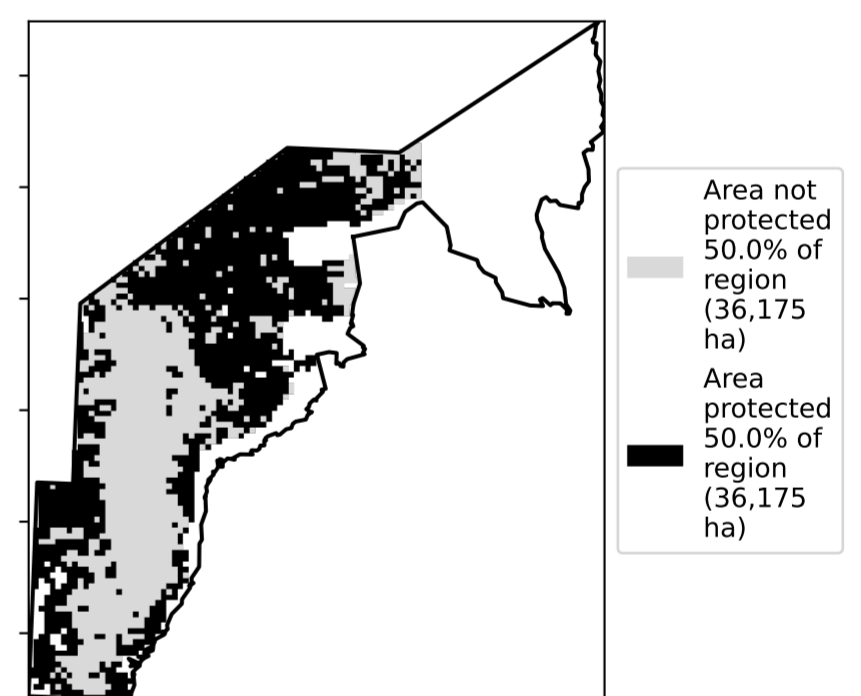 Area not
protected
50.0% of
region
(36,175
ha)
Area
protected
50.0% of
region
(36,175
ha)